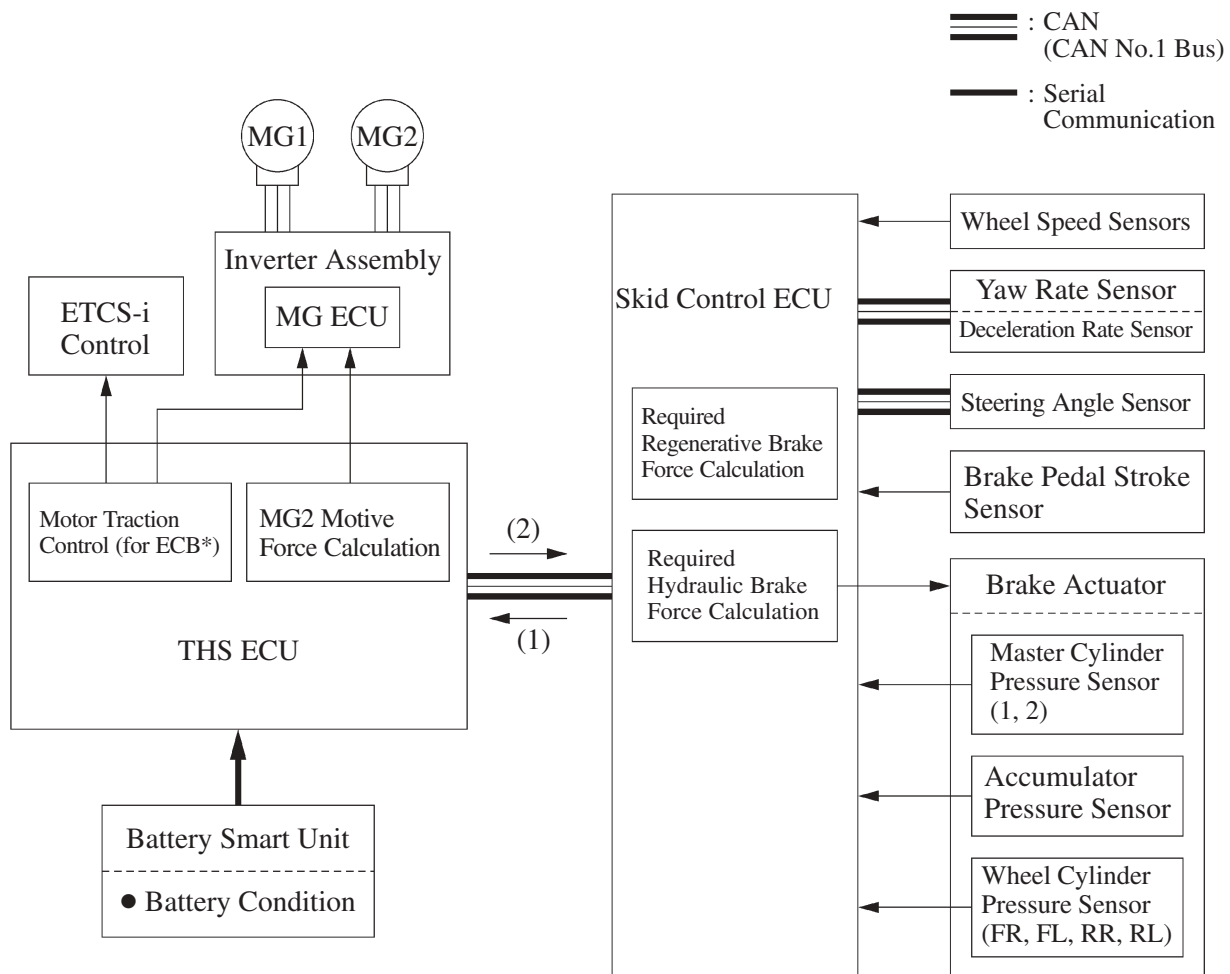 : CAN
(CAN No.1 Bus)
: Serial
Communication
MG1
MG2
Inverter Assembly
MG ECU
ETCS-i
Control
Motor Traction
Control (for ECB*)
MG2 Motive
Force Calculation
THS ECU
Battery Smart Unit
● Battery Condition
(2)
(1)
Skid Control ECU
Required
Regenerative Brake
Force Calculation
Required
Hydraulic Brake
Force Calculation
Wheel Speed Sensors
Yaw Rate Sensor
Deceleration Rate Sensor
Steering Angle Sensor
Brake Pedal Stroke
Sensor
Brake Actuator
Master Cylinder
Pressure Sensor
(1, 2)
Accumulator
Pressure Sensor
Wheel Cylinder
Pressure Sensor
(FR, FL, RR, RL)